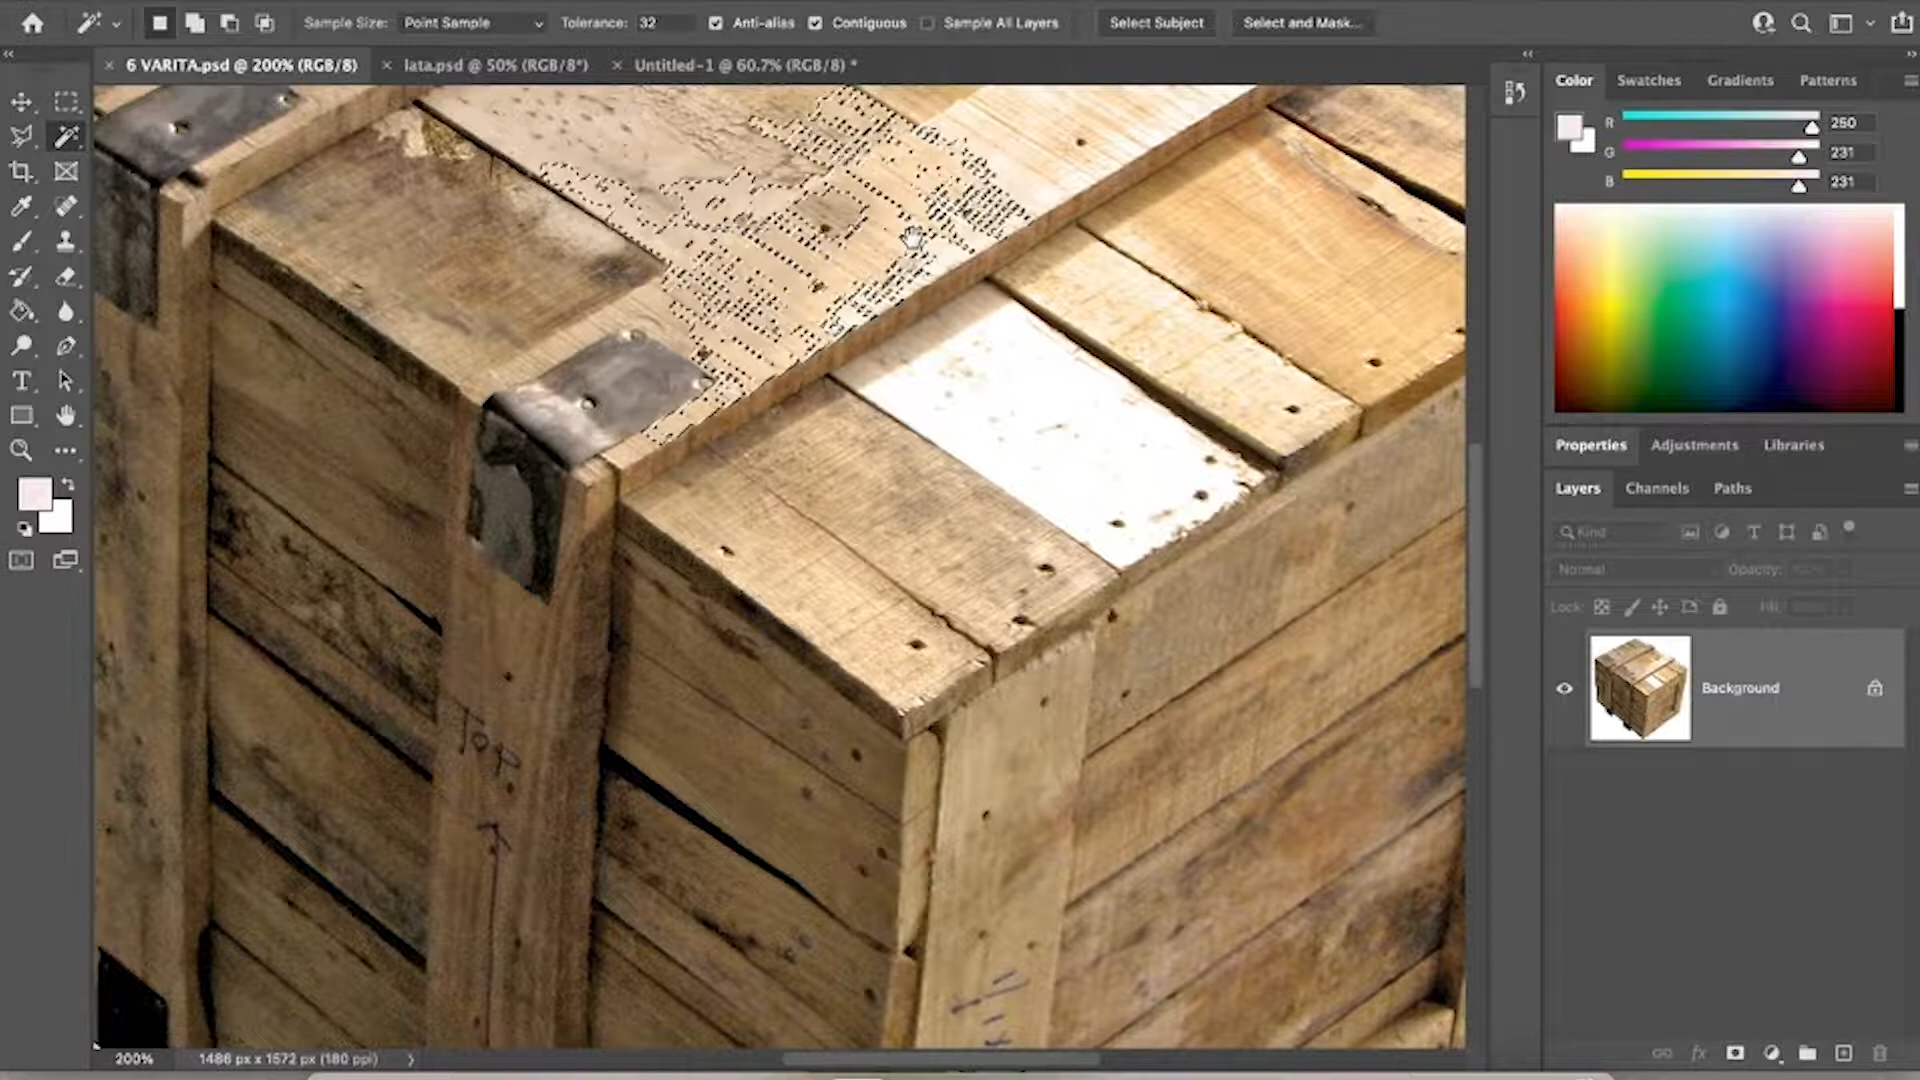 Sample Size: Point Sample Tolerance: 32 Anti-alias Contiguous Sample All Layers Select Subject Select and Mask...
6 VARITA.psd @ 200% (RGB/8) lata.psd @ 50% (RGB/8*) Untitled-1 @ 60.7% (RGB/8) *
Color Swatches Gradients Patterns
R 250
G 231
B 231
Properties Adjustments Libraries
Layers Channels Paths
Kind
Normal Opacity:
Lock: Fill:
Background
Top
200% 1486 px x 1572 px (180 ppi)